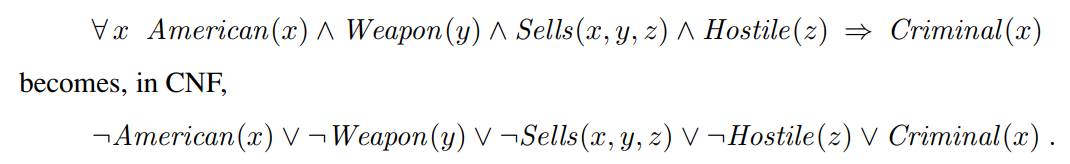 ∀ x American(x) ∧ Weapon(y) ∧ Sells(x, y, z) ∧ Hostile(z) ⇒ Criminal(x)
becomes, in CNF,
¬American(x) ∨ ¬Weapon(y) ∨ ¬Sells(x, y, z) ∨ ¬Hostile(z) ∨ Criminal(x) .